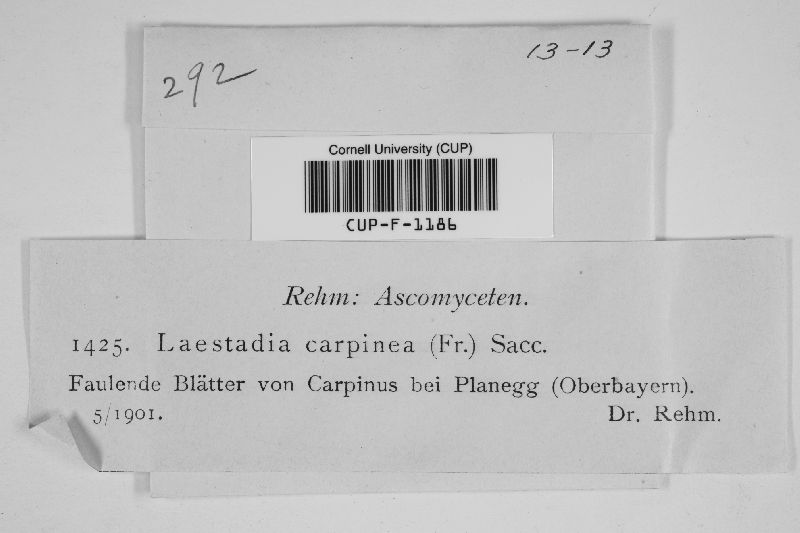 292
13-13
Cornell University (CUP)
CUP-F-1186
Rehm: Ascomyceten.
1425. Laestadia carpinea (Fr.) Sacc.
Faulende Blätter von Carpinus bei Planegg (Oberbayern).
5/1901. Dr. Rehm.